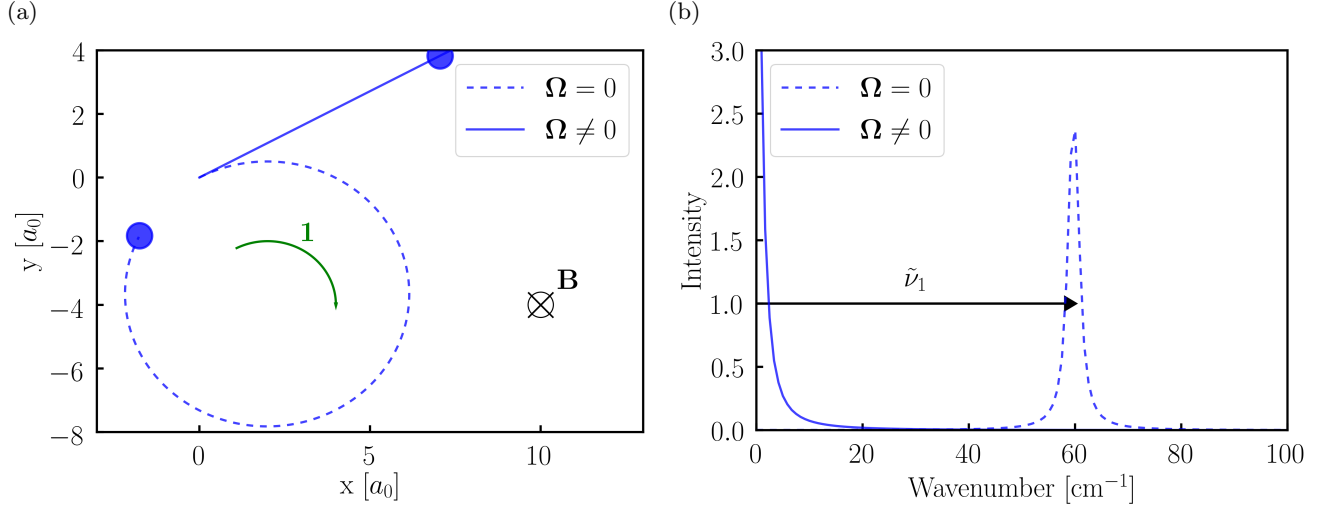 (a)
4
2
0
−2
−4
−6
−8
y [a₀]
0
5
10
x [a₀]
Ω = 0
Ω ≠ 0
1
B
(b)
3.0
2.5
2.0
1.5
1.0
0.5
0.0
Intensity
0
20
40
60
80
100
Wavenumber [cm⁻¹]
Ω = 0
Ω ≠ 0
ν̃₁